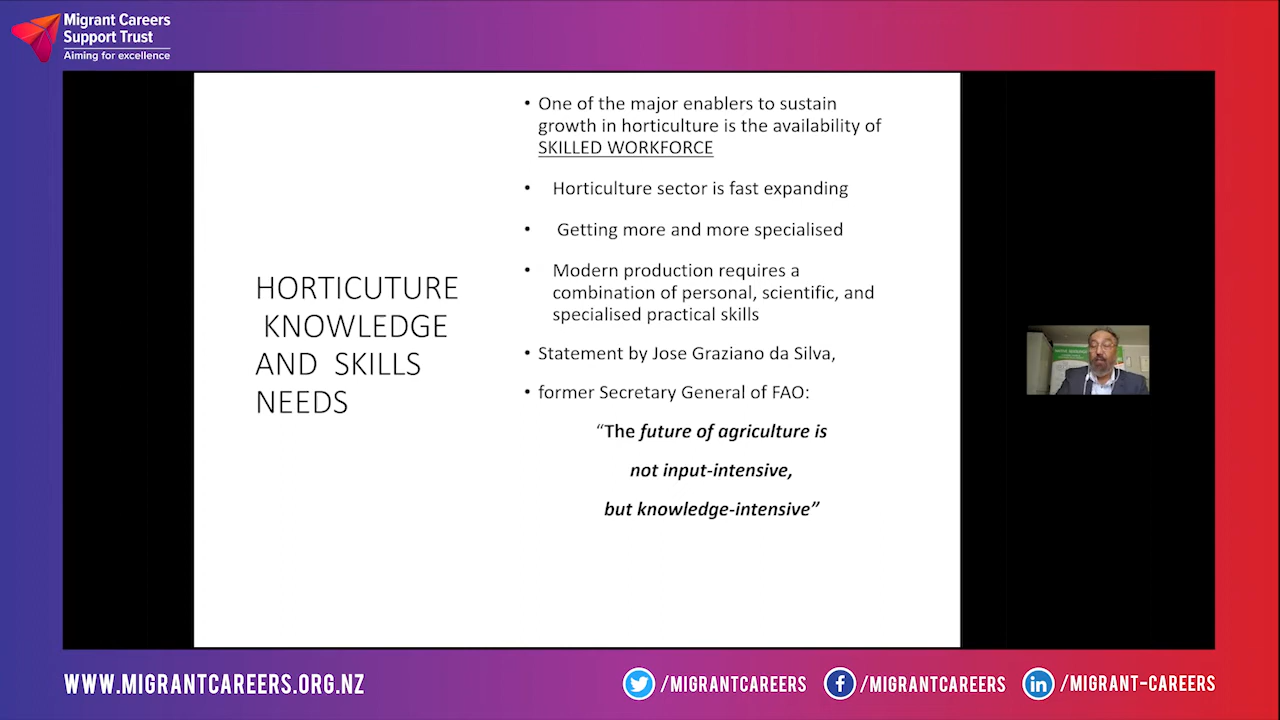 Migrant Careers
Support Trust
Aiming for excellence
HORTICUTURE
KNOWLEDGE
AND SKILLS
NEEDS
• One of the major enablers to sustain
growth in horticulture is the availability of
SKILLED WORKFORCE
• Horticulture sector is fast expanding
• Getting more and more specialised
• Modern production requires a
combination of personal, scientific, and
specialised practical skills
• Statement by Jose Graziano da Silva,
• former Secretary General of FAO:
“The future of agriculture is
not input-intensive,
but knowledge-intensive”
WWW.MIGRANTCAREERS.ORG.NZ
/MIGRANTCAREERS
/MIGRANTCAREERS
/MIGRANT-CAREERS